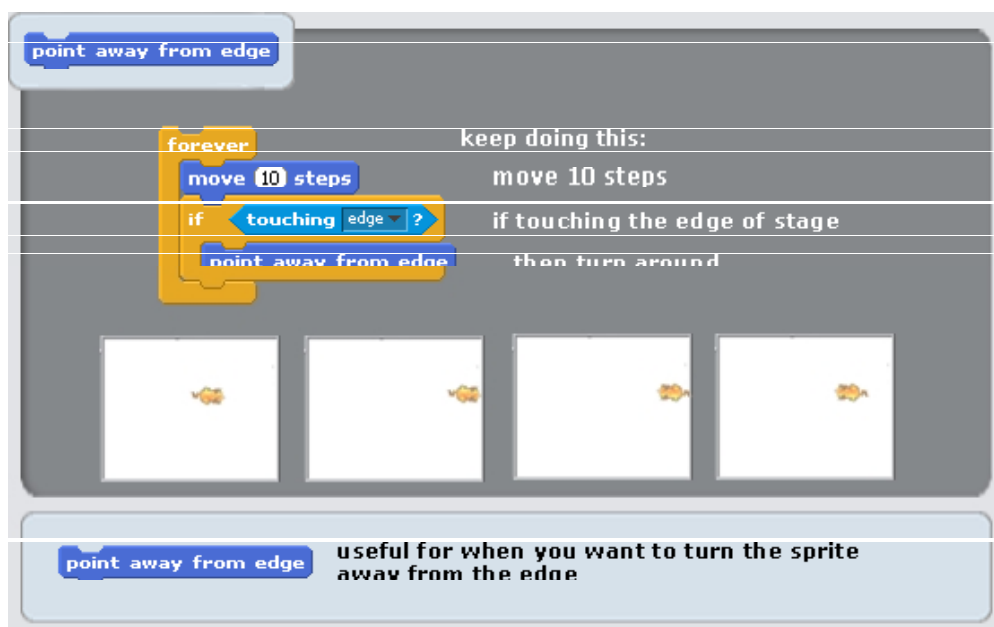 point away from edge
forever
keep doing this:
move 10 steps
move 10 steps
if touching edge ?
if touching the edge of stage
point away from edge
then turn around
point away from edge
useful for when you want to turn the sprite
away from the edge